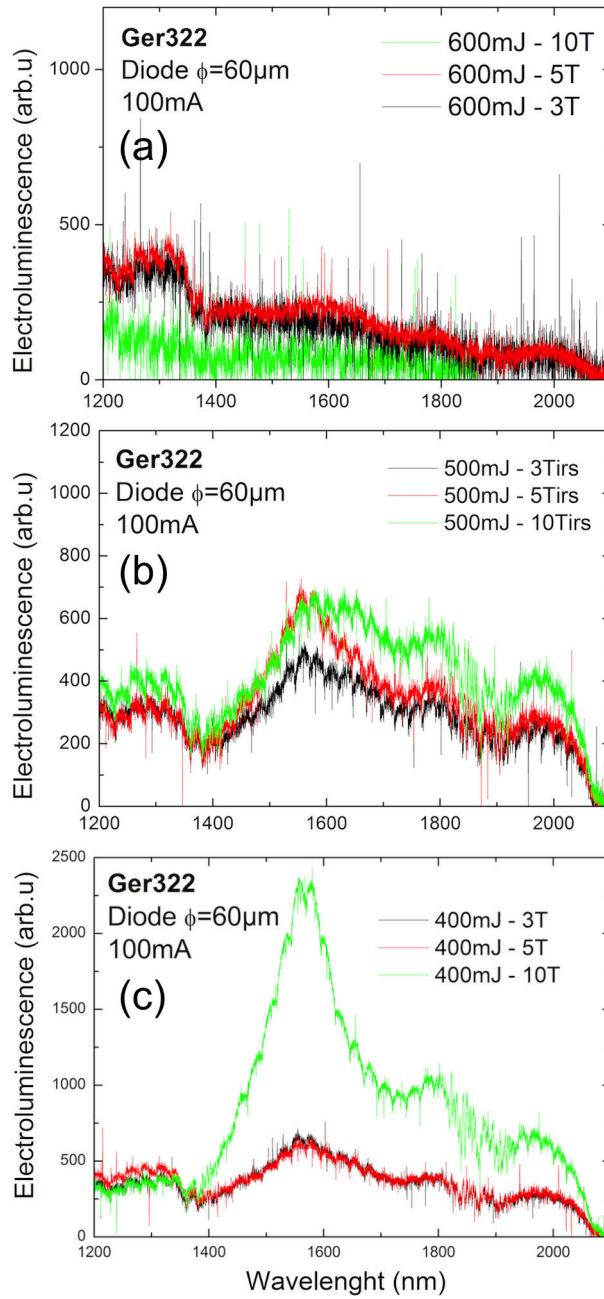 Ger322
Diode ϕ=60µm
100mA
(a)
600mJ - 10T
600mJ - 5T
600mJ - 3T
Electroluminescence (arb.u)
1000
500
0
1200 1400 1600 1800 2000
Ger322
Diode ϕ=60µm
100mA
(b)
500mJ - 3Tirs
500mJ - 5Tirs
500mJ - 10Tirs
Electroluminescence (arb.u)
1200
1000
800
600
400
200
0
1200 1400 1600 1800 2000
Ger322
Diode ϕ=60µm
100mA
(c)
400mJ - 3T
400mJ - 5T
400mJ - 10T
Electroluminescence (arb.u)
2500
2000
1500
1000
500
0
1200 1400 1600 1800 2000
Wavelenght (nm)